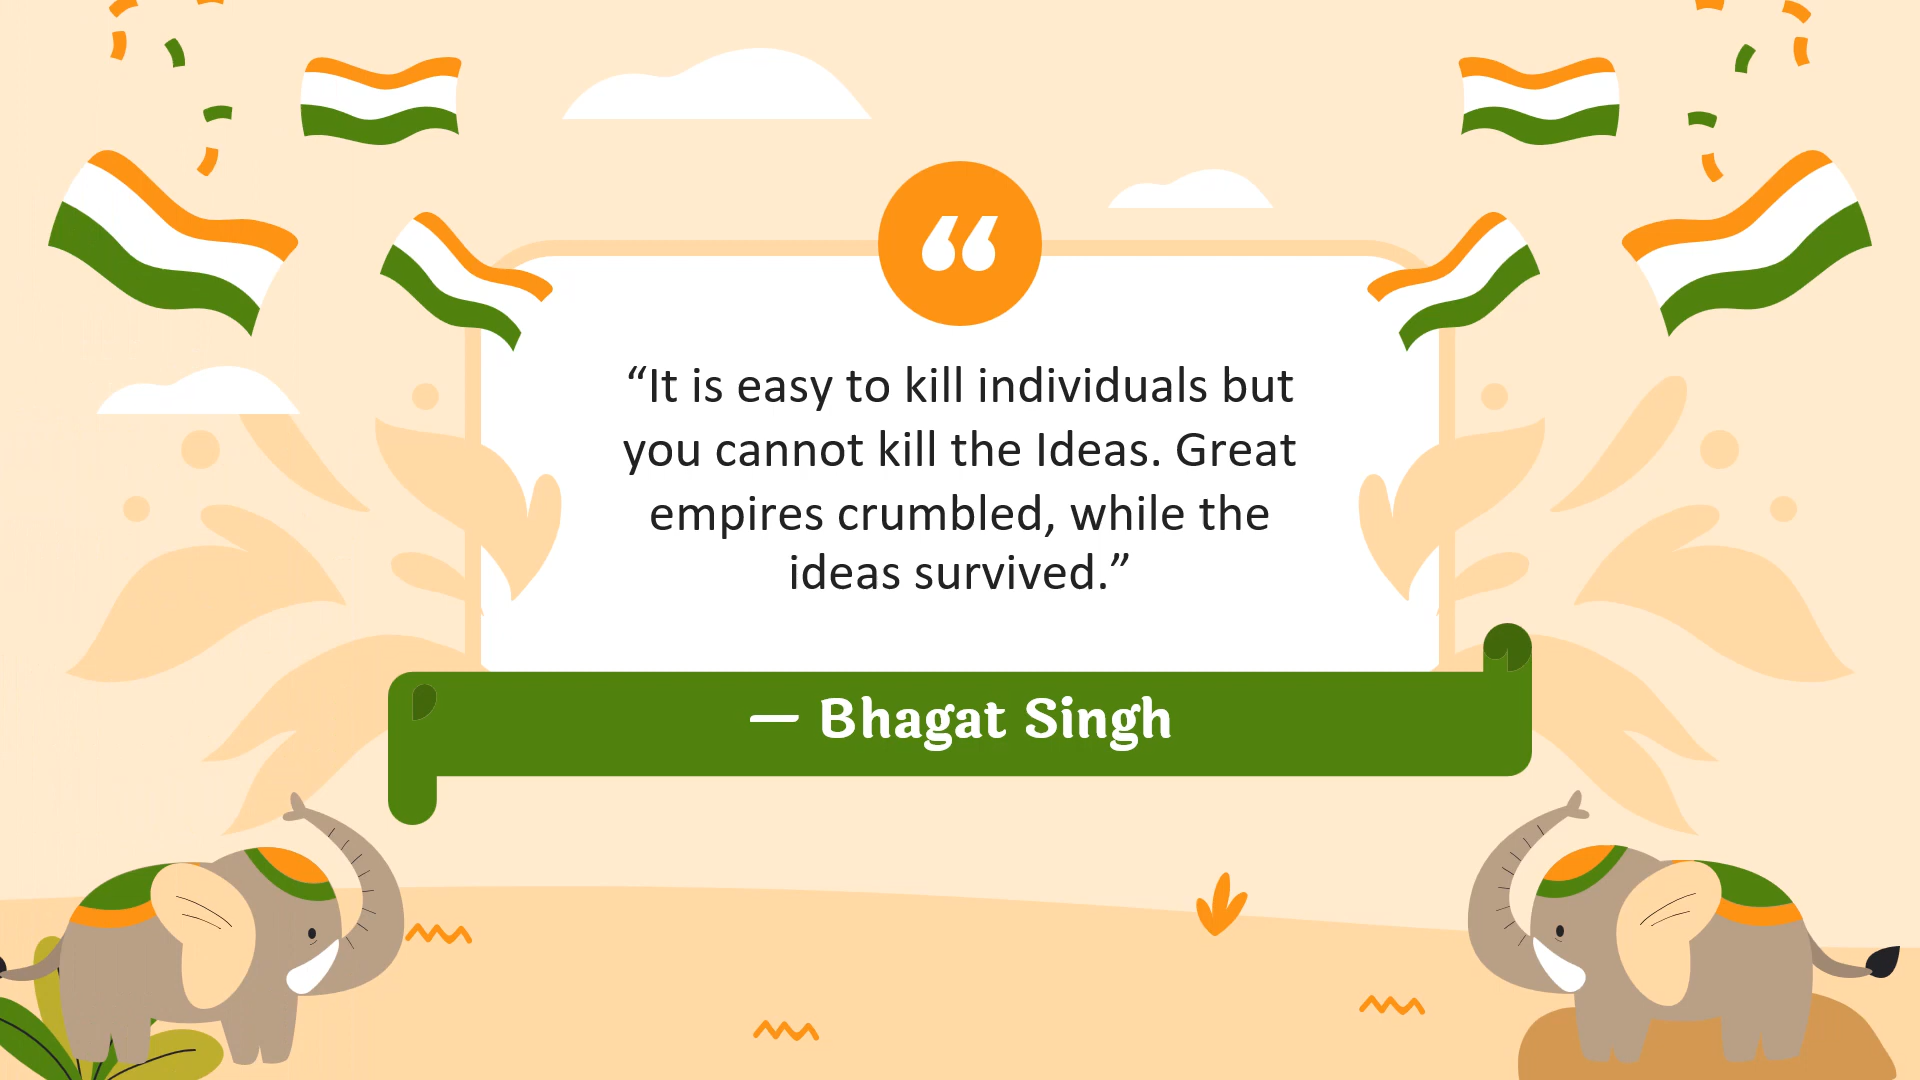 “It is easy to kill individuals but
you cannot kill the Ideas. Great
empires crumbled, while the
ideas survived.”
— Bhagat Singh